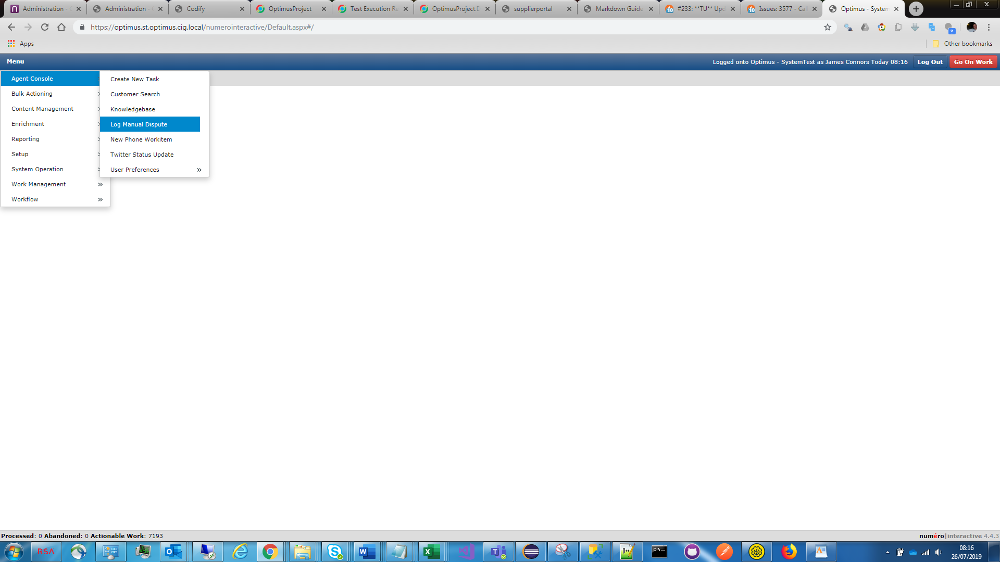 Administration -
Administration -
Codify
OptimusProject
Test Execution Re
OptimusProject.D
supplierportal
Markdown Guide
#233: **TU** Upd
Issues: 3577 - Cal
Optimus - System
https://optimus.st.optimus.cig.local/numerointeractive/Default.aspx#/
Apps
Other bookmarks
Menu
Logged onto Optimus - SystemTest as James Connors Today 08:16
Log Out
Go On Work
Agent Console
Bulk Actioning
Content Management
Enrichment
Reporting
Setup
System Operation
Work Management
Workflow
Create New Task
Customer Search
Knowledgebase
Log Manual Dispute
New Phone Workitem
Twitter Status Update
User Preferences
Processed: 0 Abandoned: 0 Actionable Work: 7193
numéro|interactive 4.4.3
RSA
08:16
26/07/2019